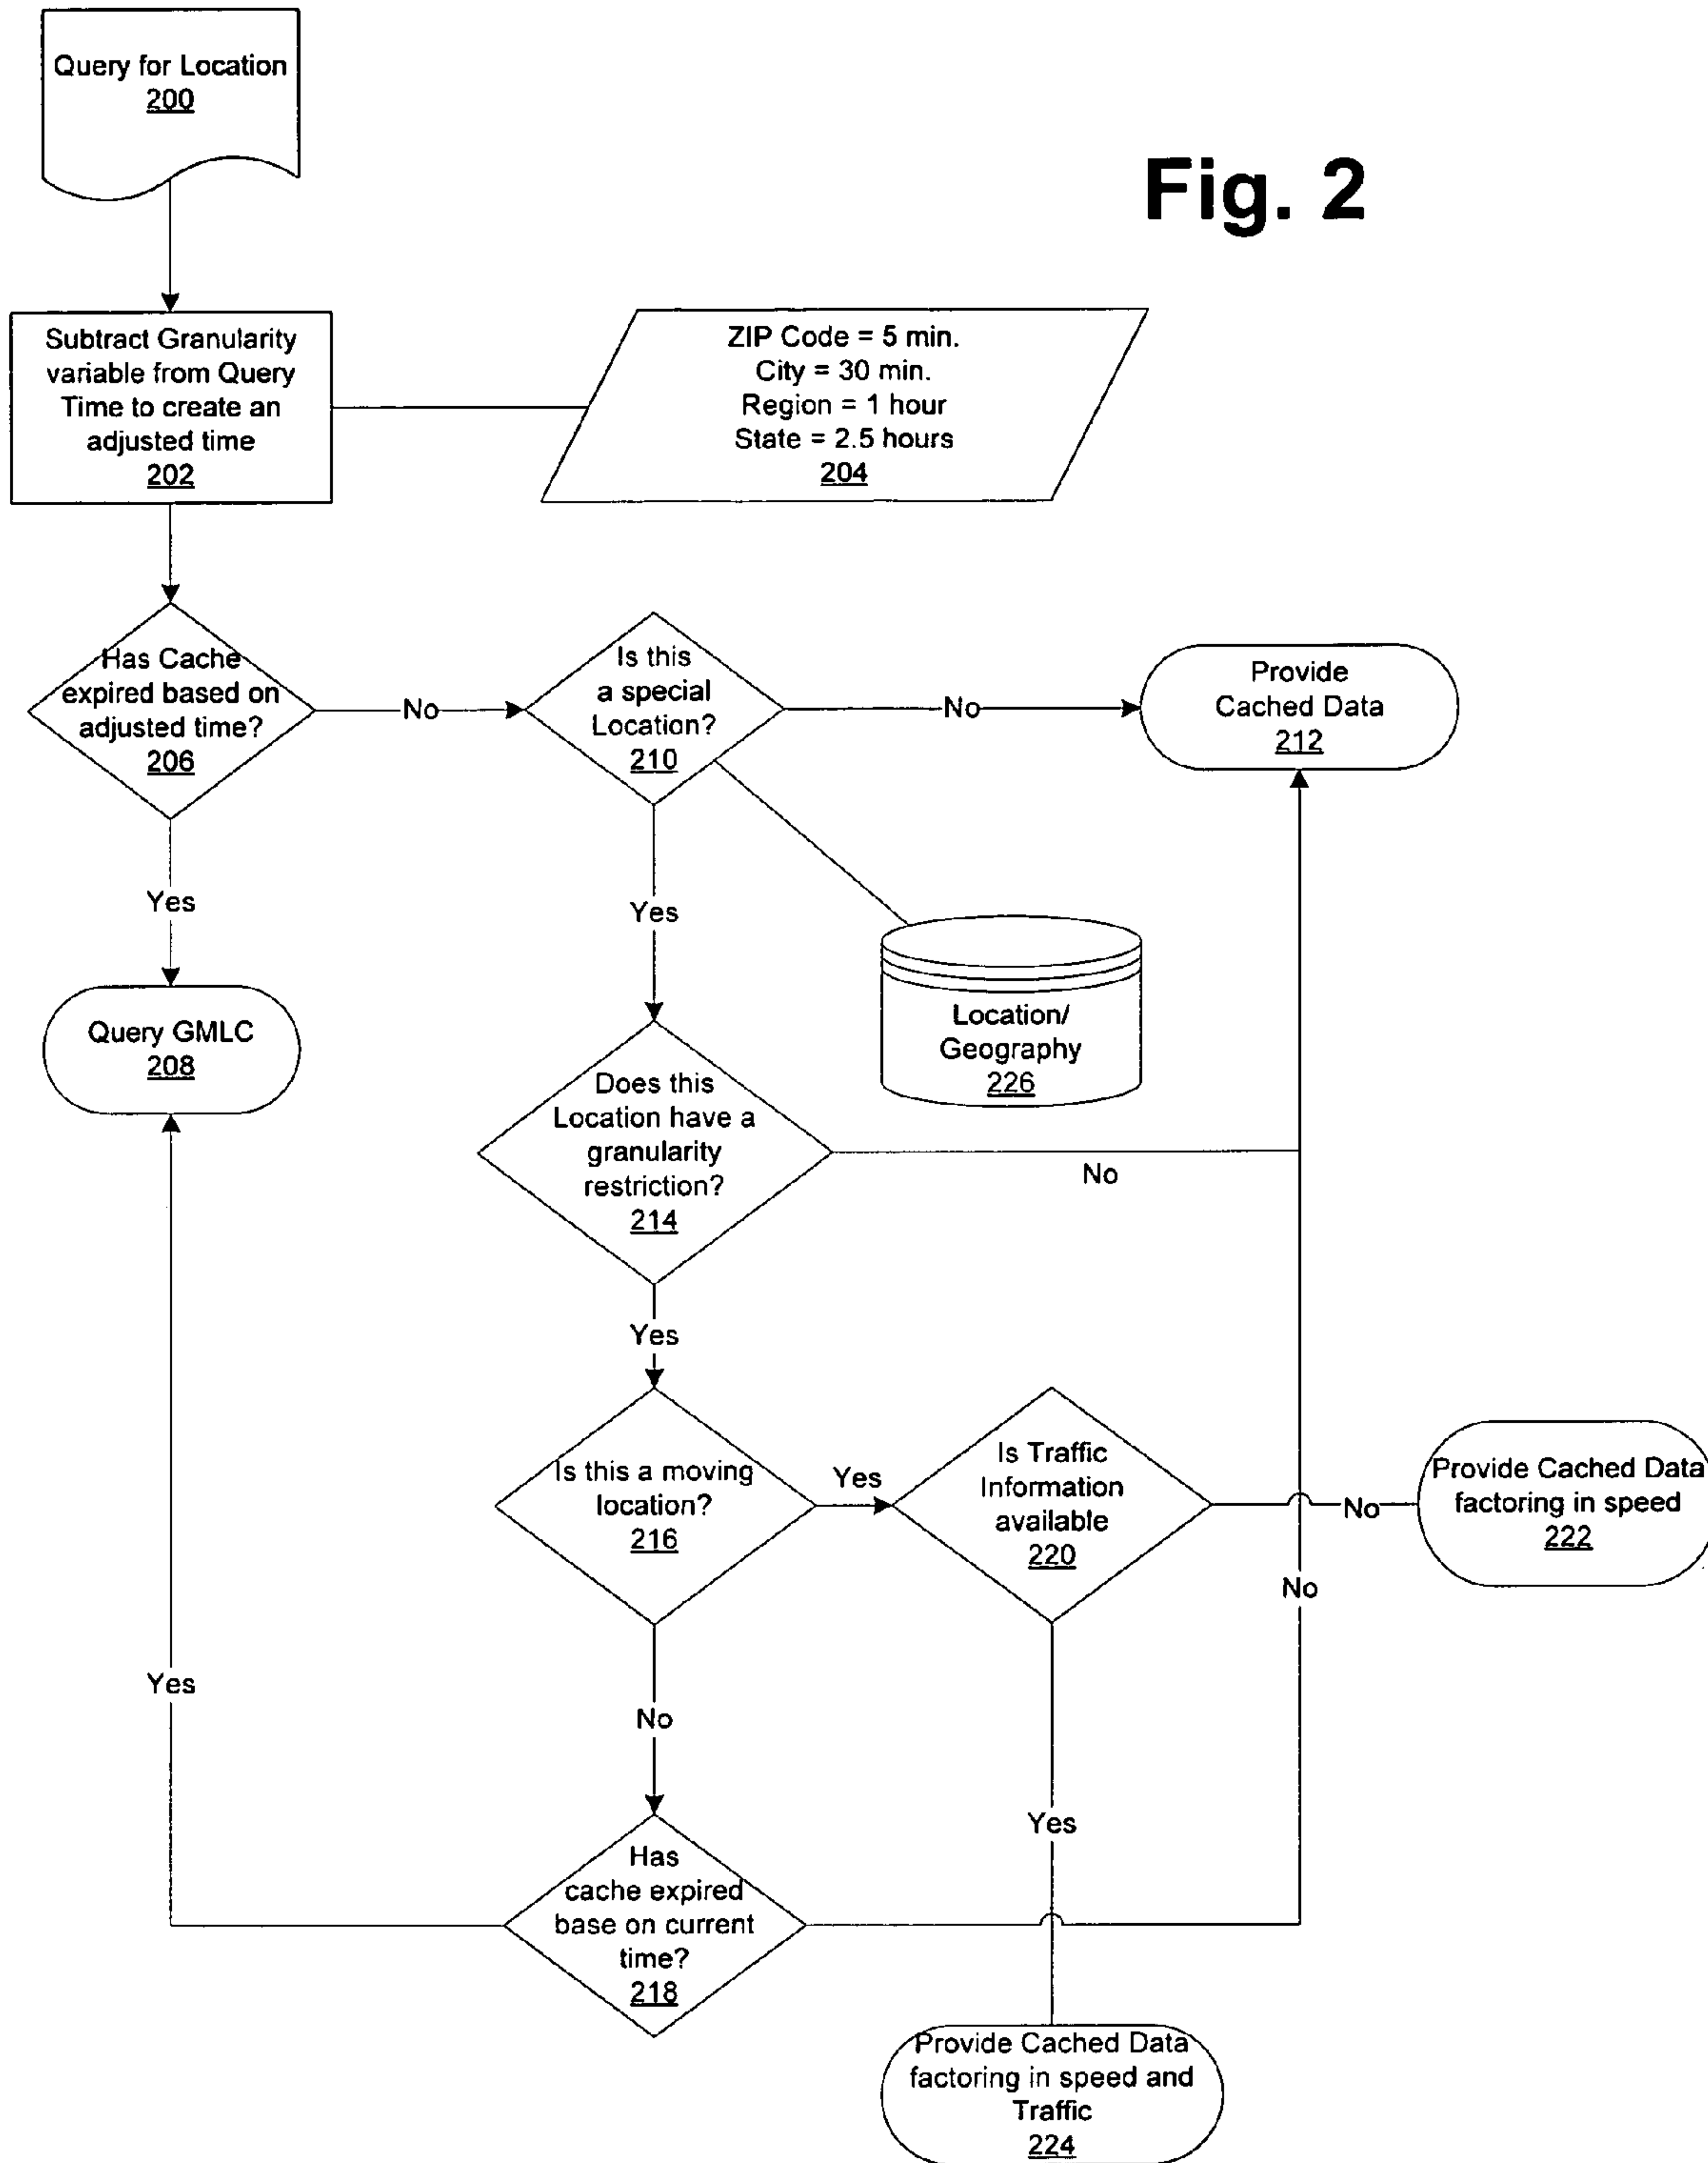 Query for Location
200
Fig. 2
Subtract Granularity
variable from Query
Time to create an
adjusted time
202
ZIP Code = 5 min.
City = 30 min.
Region = 1 hour
State = 2.5 hours
204
Has Cache
expired based on
adjusted time?
206
No
Is this
a special
Location?
210
No
Provide
Cached Data
212
Yes
Yes
Query GMLC
208
Location/
Geography
226
Does this
Location have a
granularity
restriction?
214
No
Yes
Is this a moving
location?
216
Yes
Is Traffic
Information
available
220
No
Provide Cached Data
factoring in speed
222
No
Yes
No
Yes
Has
cache expired
base on current
time?
218
Provide Cached Data
factoring in speed and
Traffic
224